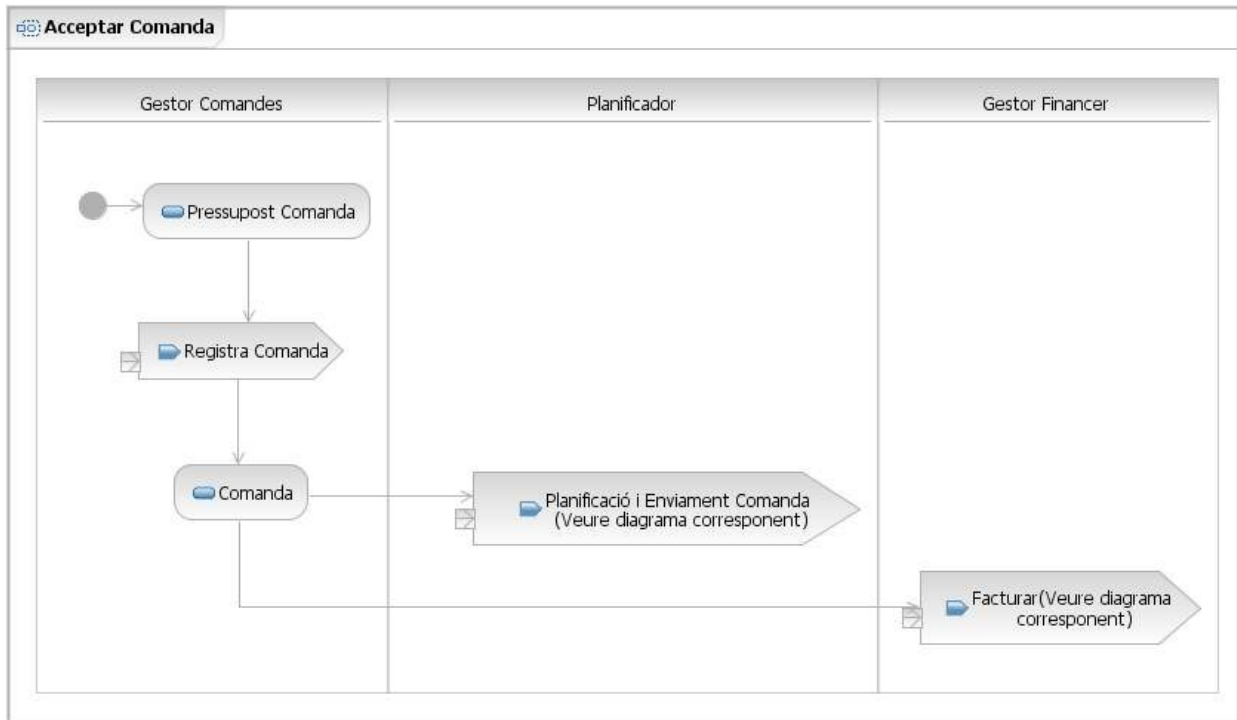 Acceptar Comanda
Gestor Comandes
Planificador
Gestor Financer
Pressupost Comanda
Registra Comanda
Comanda
Planificació i Enviament Comanda
(Veure diagrama corresponent)
Facturar(Veure diagrama
corresponent)